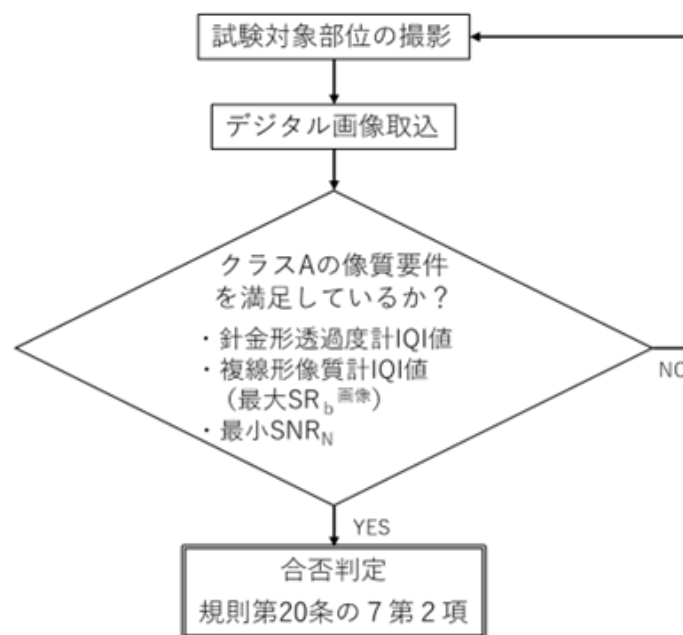 試験対象部位の撮影
デジタル画像取込
クラスAの像質要件
を満足しているか？
・針金形透過度計IQI値
・複線形像質計IQI値
（最大SRb画像）
・最小SNRN
NO
YES
合否判定
規則第20条の７第２項